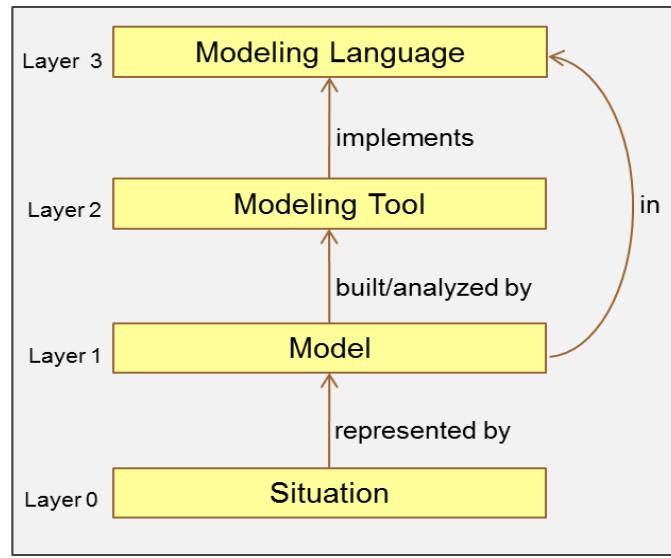 Modeling Language
Layer 3
implements
Modeling Tool
Layer 2
in
built/analyzed by
Model
Layer 1
represented by
Situation
Layer 0